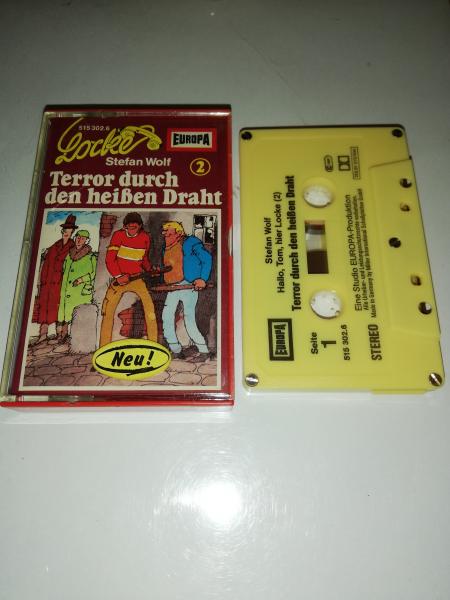 515 302.6
Locke
EUROPA
Stefan Wolf
2
Terror durch
den heißen Draht
Neu!
Stefan Wolf
Hallo, Tom, hier Locke (2)
Terror durch den heißen Draht
EUROPA
Seite
1
Eine Studio EUROPA-Produktion
515 302.6
STEREO